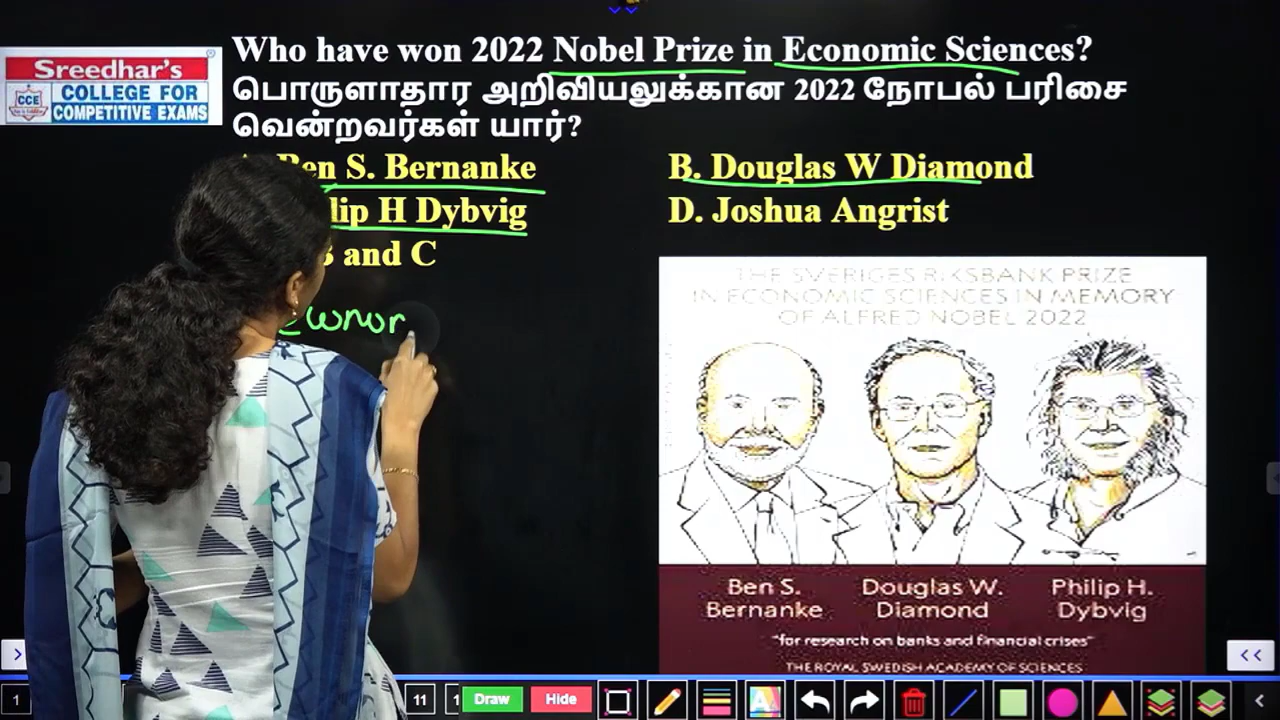 Sreedhar's
CCE
COLLEGE FOR
COMPETITIVE EXAMS
Who have won 2022 Nobel Prize in Economic Sciences?
பொருளாதார அறிவியலுக்கான 2022 நோபல் பரிசை
வென்றவர்கள் யார்?
Ben S. Bernanke
B. Douglas W Diamond
H Dybvig
D. Joshua Angrist
and C
THE SVERIGES RIKSBANK PRIZE
IN ECONOMIC SCIENCES IN MEMORY
OF ALFRED NOBEL 2022
Ben S.
Bernanke
Douglas W.
Diamond
Philip H.
Dybvig
"for research on banks and financial crises"
THE ROYAL SWEDISH ACADEMY OF SCIENCES
1
11
Draw
Hide